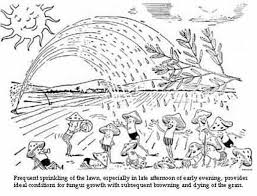 Frequent sprinkling of the lawn, especially in late afternoon of early evening, provides
ideal conditions for fungus growth with subsequent browning and dying of the grass.